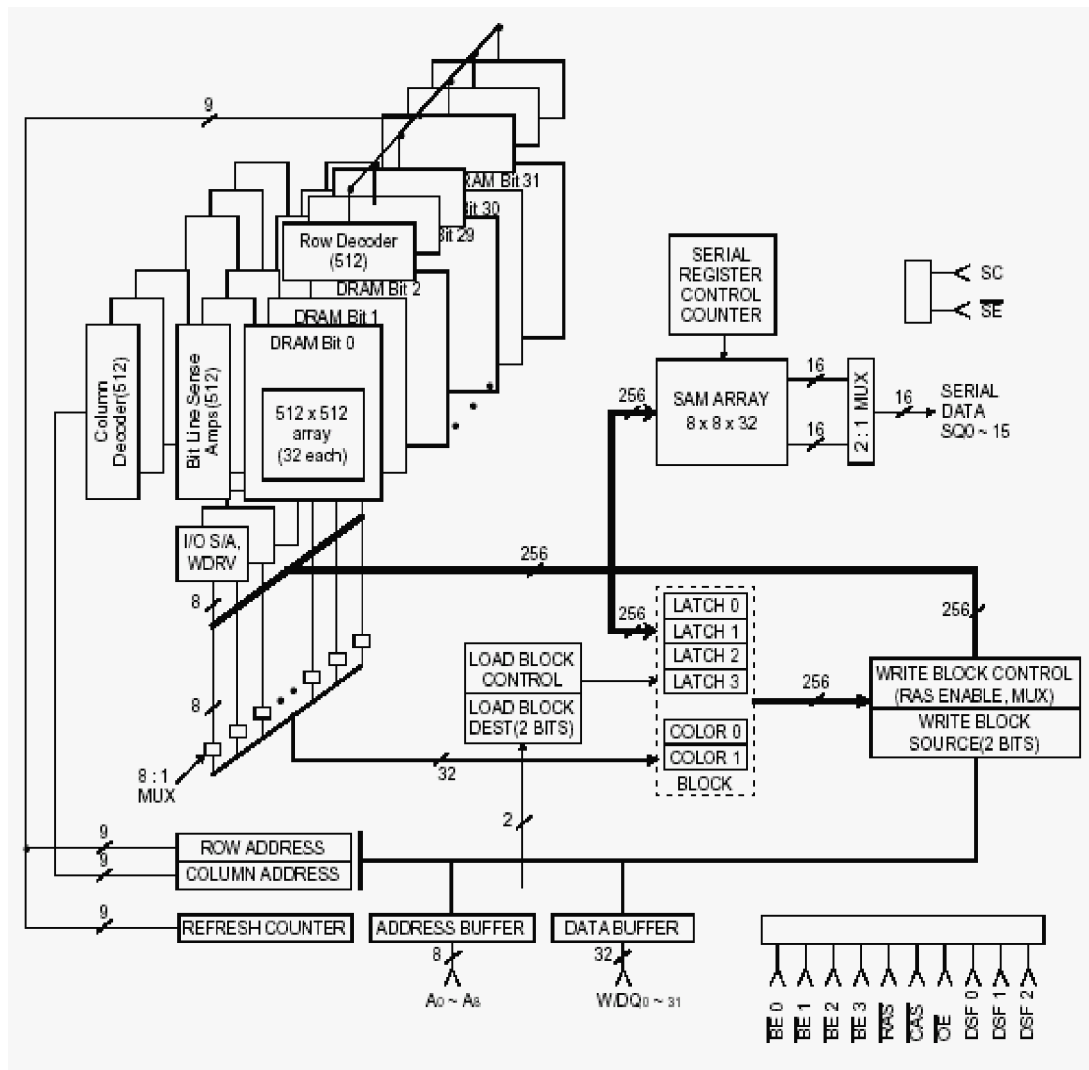 9
DRAM Bit 31
Bit 30
Bit 29
Row Decoder
(512)
DRAM Bit 2
DRAM Bit 1
DRAM Bit 0
512 x 512
array
(32 each)
Column
Decoder(512)
Bit Line Sense
Amps(512)
I/O S/A,
WDRV
SERIAL
REGISTER
CONTROL
COUNTER
SC
SE
256
SAM ARRAY
8 x 8 x 32
16
16
2 : 1 MUX
16
SERIAL
DATA
SQ0 ~ 15
256
8
256
256
LATCH 0
LATCH 1
LATCH 2
LATCH 3
COLOR 0
COLOR 1
BLOCK
LOAD BLOCK
CONTROL
LOAD BLOCK
DEST(2 BITS)
256
WRITE BLOCK CONTROL
(RAS ENABLE, MUX)
WRITE BLOCK
SOURCE(2 BITS)
8
8 : 1
MUX
32
2
9
ROW ADDRESS
9
COLUMN ADDRESS
9
REFRESH COUNTER
ADDRESS BUFFER
DATA BUFFER
8
32
A0 ~ A8
W/DQ0 ~ 31
BE 0
BE 1
BE 2
BE 3
RAS
CAS
OE
DSF 0
DSF 1
DSF 2